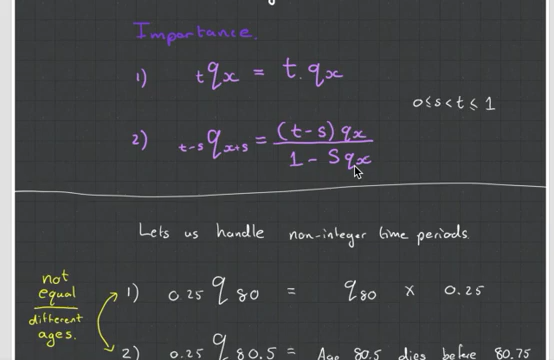 Importance.
1) tqx = t.qx
0≤s<t≤1
2) t-sqx+s = (t-s)qx / 1-Sqx
Lets us handle non-integer time periods.
not
equal
different
ages.
1) 0.25 q80 = q80 x 0.25
2) 0.25 q80.5 = Age 80.5 dies before 80.75